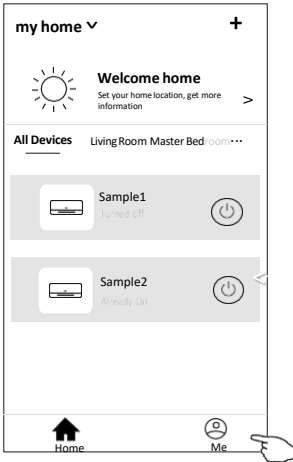 my home
Welcome home
Set your home location, get more
information
All Devices Living Room Master Bedroom...
Sample1
Turned off
Sample2
Already On
Home Me